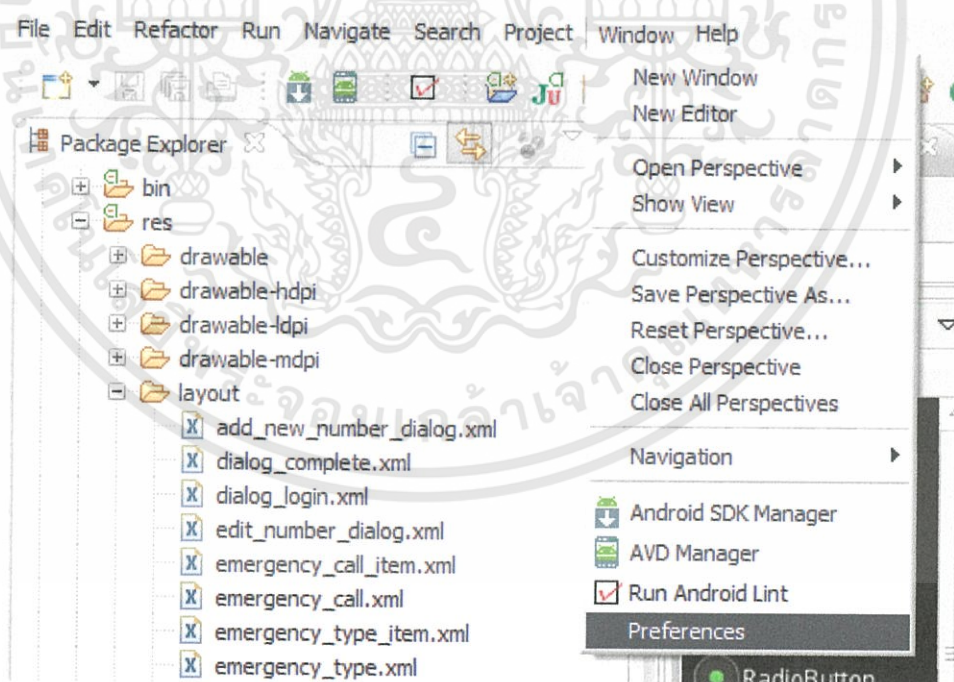 File Edit Refactor Run Navigate Search Project Window Help
Package Explorer
bin
res
drawable
drawable-hdpi
drawable-ldpi
drawable-mdpi
layout
add_new_number_dialog.xml
dialog_complete.xml
dialog_login.xml
edit_number_dialog.xml
emergency_call_item.xml
emergency_call.xml
emergency_type_item.xml
emergency_type.xml
New Window
New Editor
Open Perspective
Show View
Customize Perspective...
Save Perspective As...
Reset Perspective...
Close Perspective
Close All Perspectives
Navigation
Android SDK Manager
AVD Manager
Run Android Lint
Preferences
RadioButton